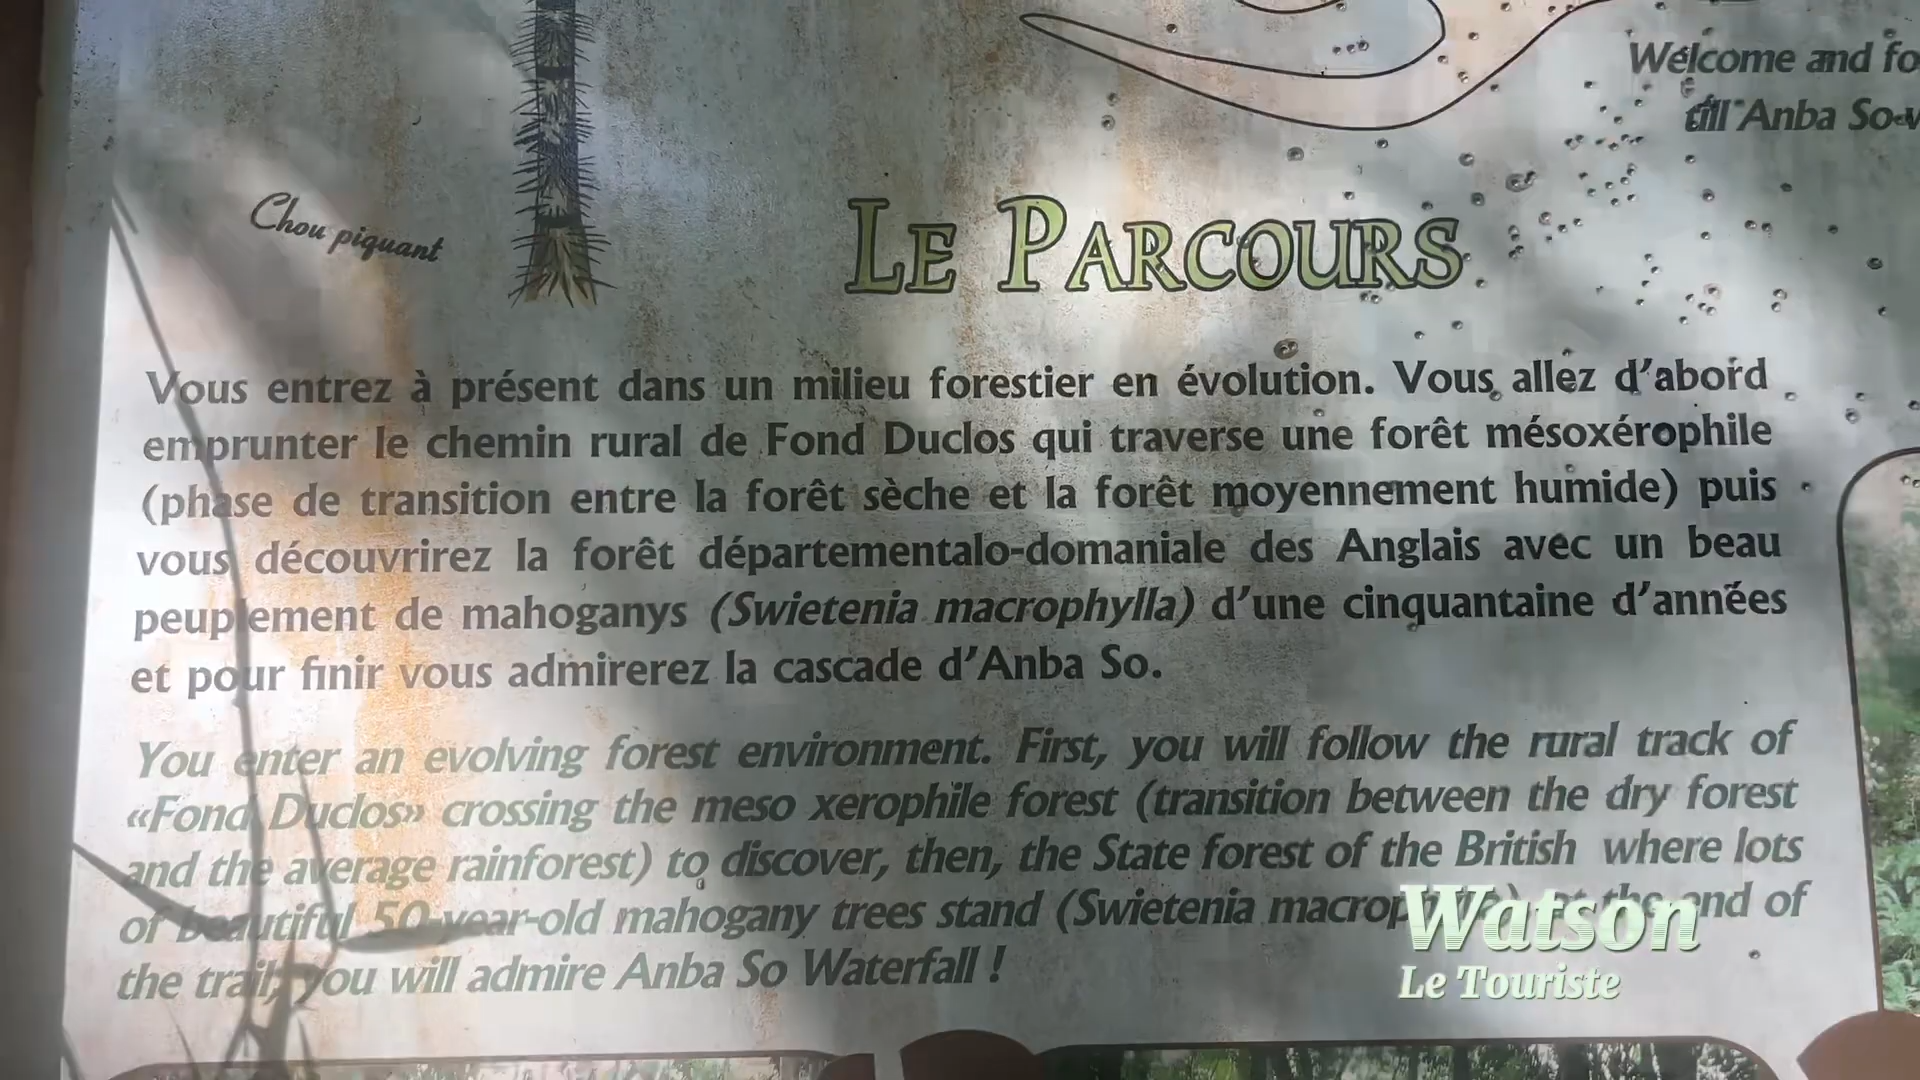 Welcome and fo
till Anba So
Chou piquant
LE PARCOURS
Vous entrez à présent dans un milieu forestier en évolution. Vous allez d'abord
emprunter le chemin rural de Fond Duclos qui traverse une forêt mésoxérophile
(phase de transition entre la forêt sèche et la forêt moyennement humide) puis
vous découvrirez la forêt départementalo-domaniale des Anglais avec un beau
peuplement de mahoganys (Swietenia macrophylla) d'une cinquantaine d'années
et pour finir vous admirerez la cascade d'Anba So.
You enter an evolving forest environment. First, you will follow the rural track of
«Fond Duclos» crossing the meso xerophile forest (transition between the dry forest
and the average rainforest) to discover, then, the State forest of the British where lots
of beautiful 50-year-old mahogany trees stand (Swietenia at the end of
the trail, you will admire Anba So Waterfall !
Watson
Le Touriste